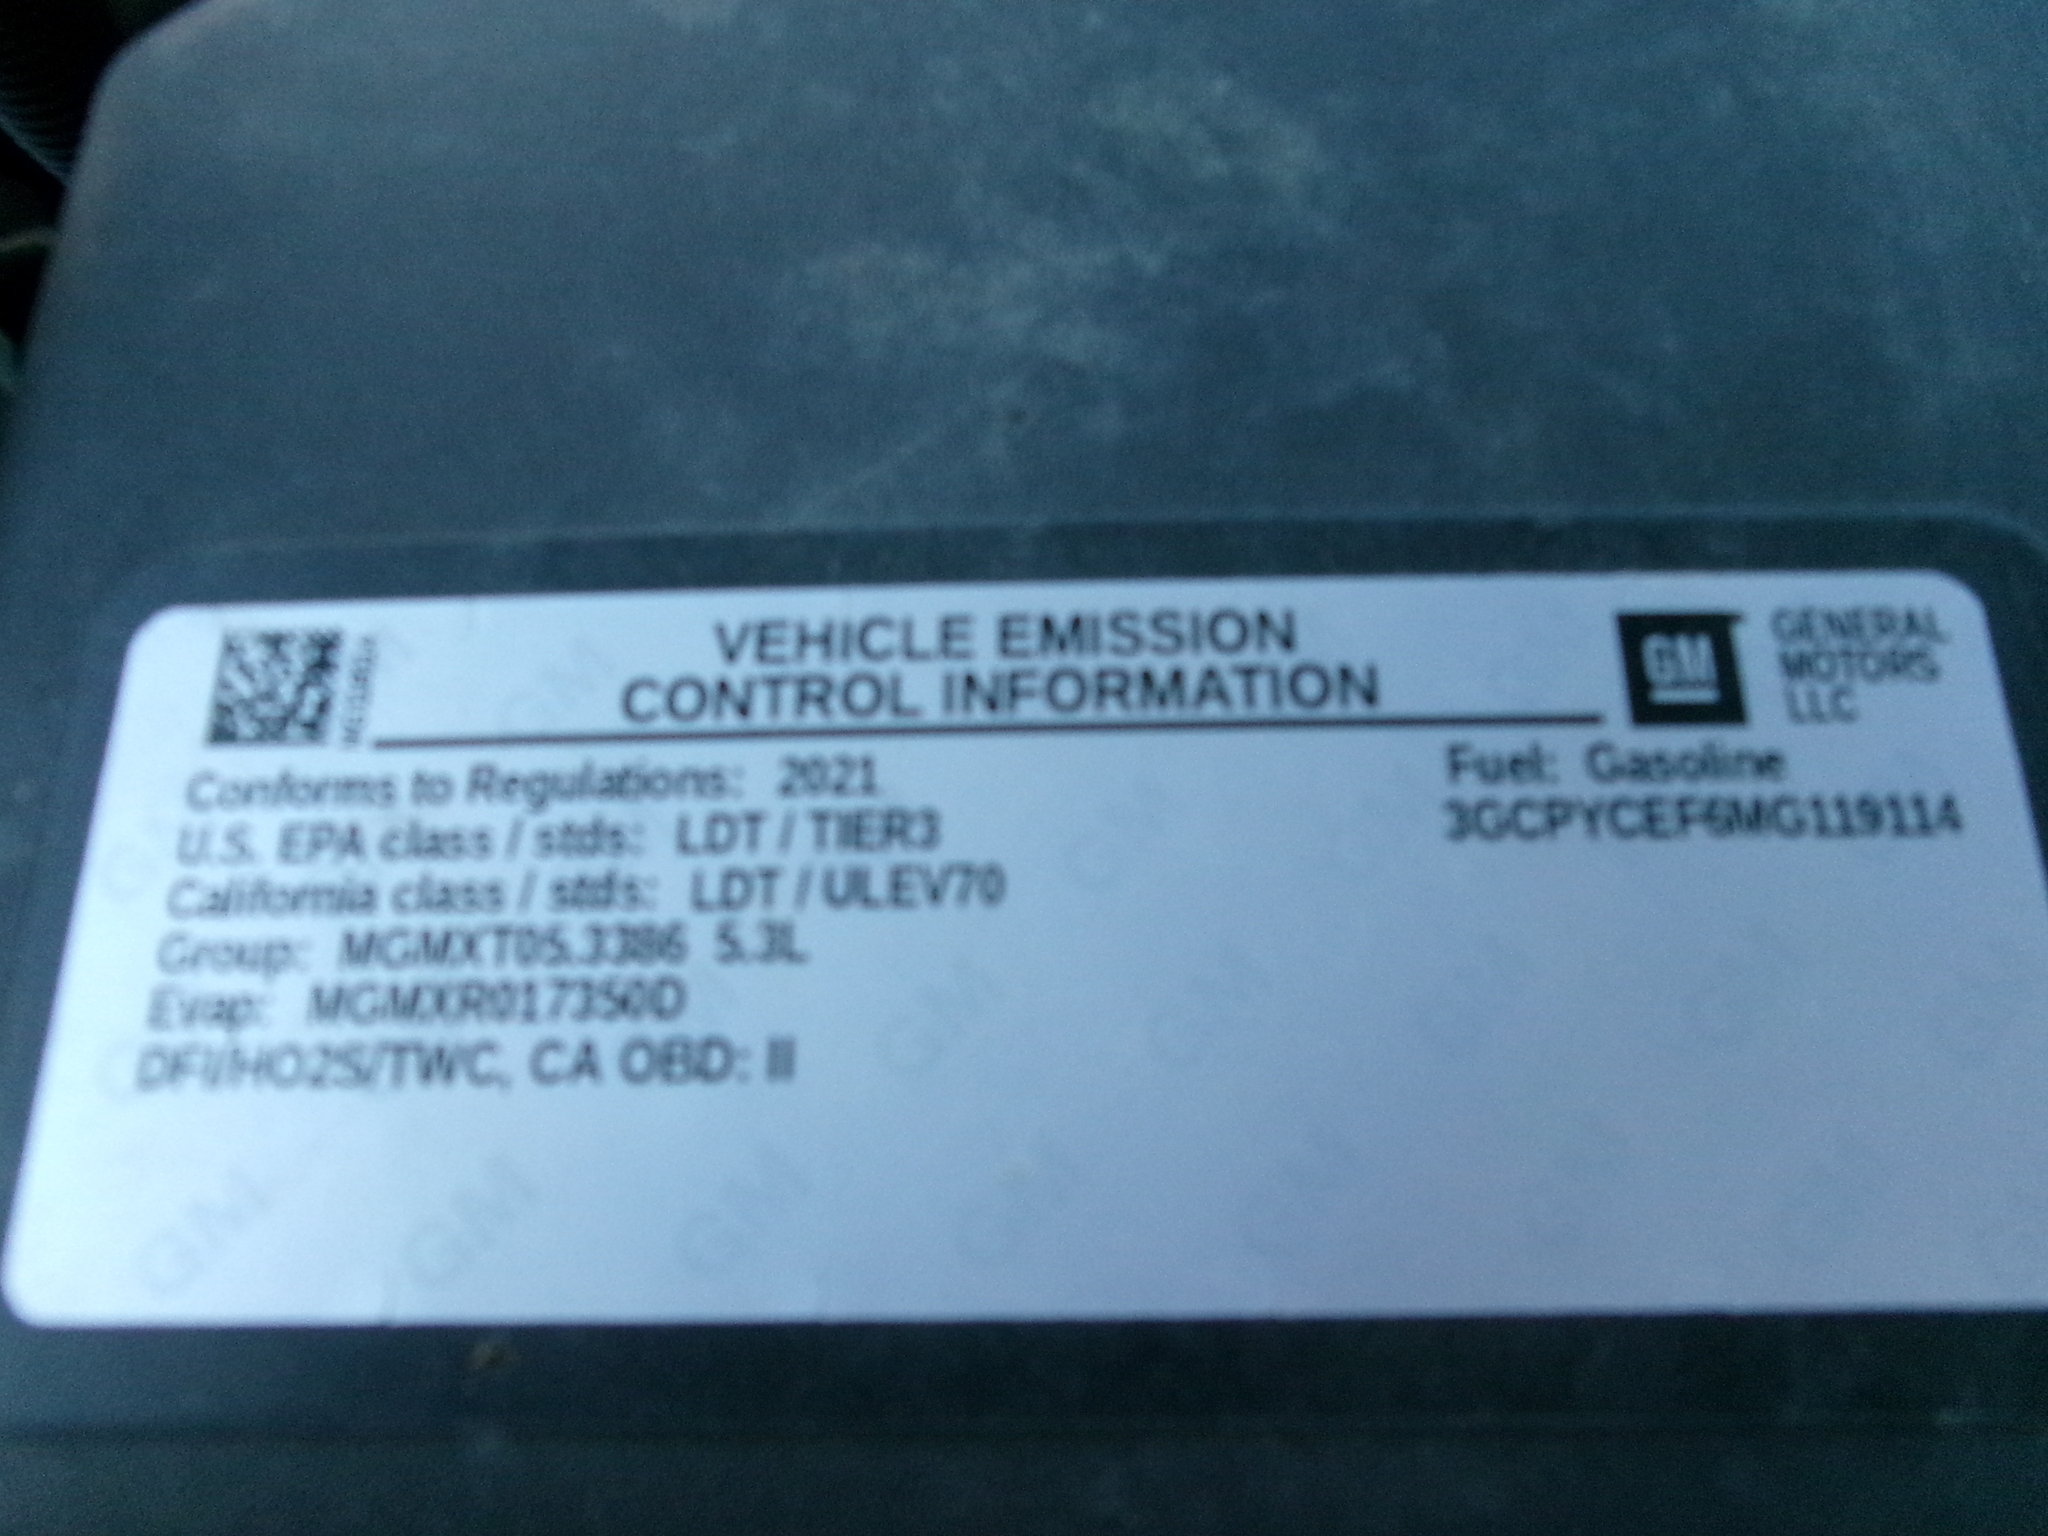 VEHICLE EMISSION
CONTROL INFORMATION
GM
GENERAL
MOTORS
LLC
Conforms to Regulations: 2021
U.S. EPA class / stds: LDT / TIER3
California class / stds: LDT / ULEV70
Group: MGMXT05.3386 5.3L
Evap: MGMXR0173S0D
DFI/HO2S/TWC, CA OBD: II
Fuel: Gasoline
3GCPYCEF6MG119114